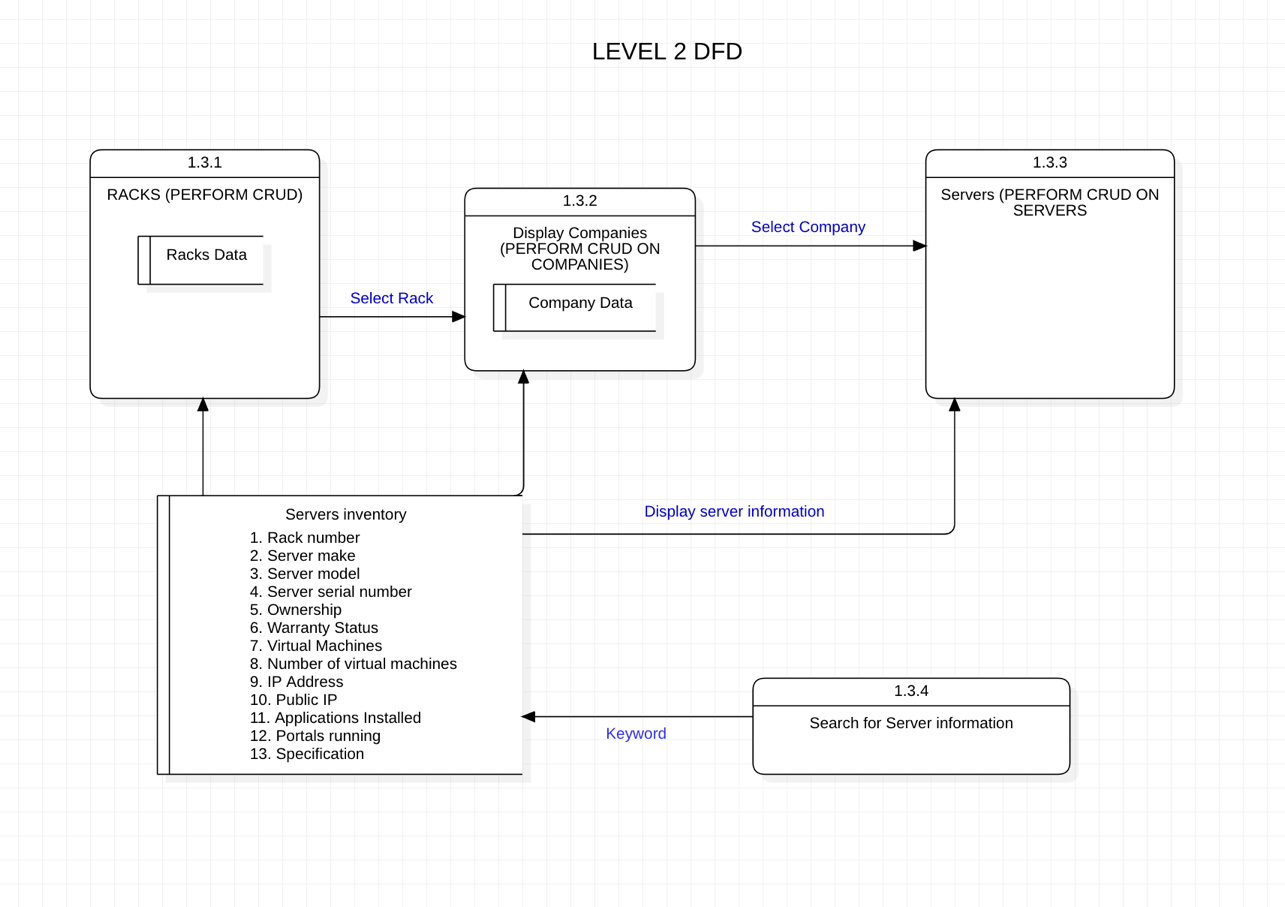 LEVEL 2 DFD
1.3.1
RACKS (PERFORM CRUD)
Racks Data
Select Rack
1.3.2
Display Companies
(PERFORM CRUD ON
COMPANIES)
Company Data
Select Company
1.3.3
Servers (PERFORM CRUD ON
SERVERS
Servers inventory
1. Rack number
2. Server make
3. Server model
4. Server serial number
5. Ownership
6. Warranty Status
7. Virtual Machines
8. Number of virtual machines
9. IP Address
10. Public IP
11. Applications Installed
12. Portals running
13. Specification
Display server information
1.3.4
Search for Server information
Keyword